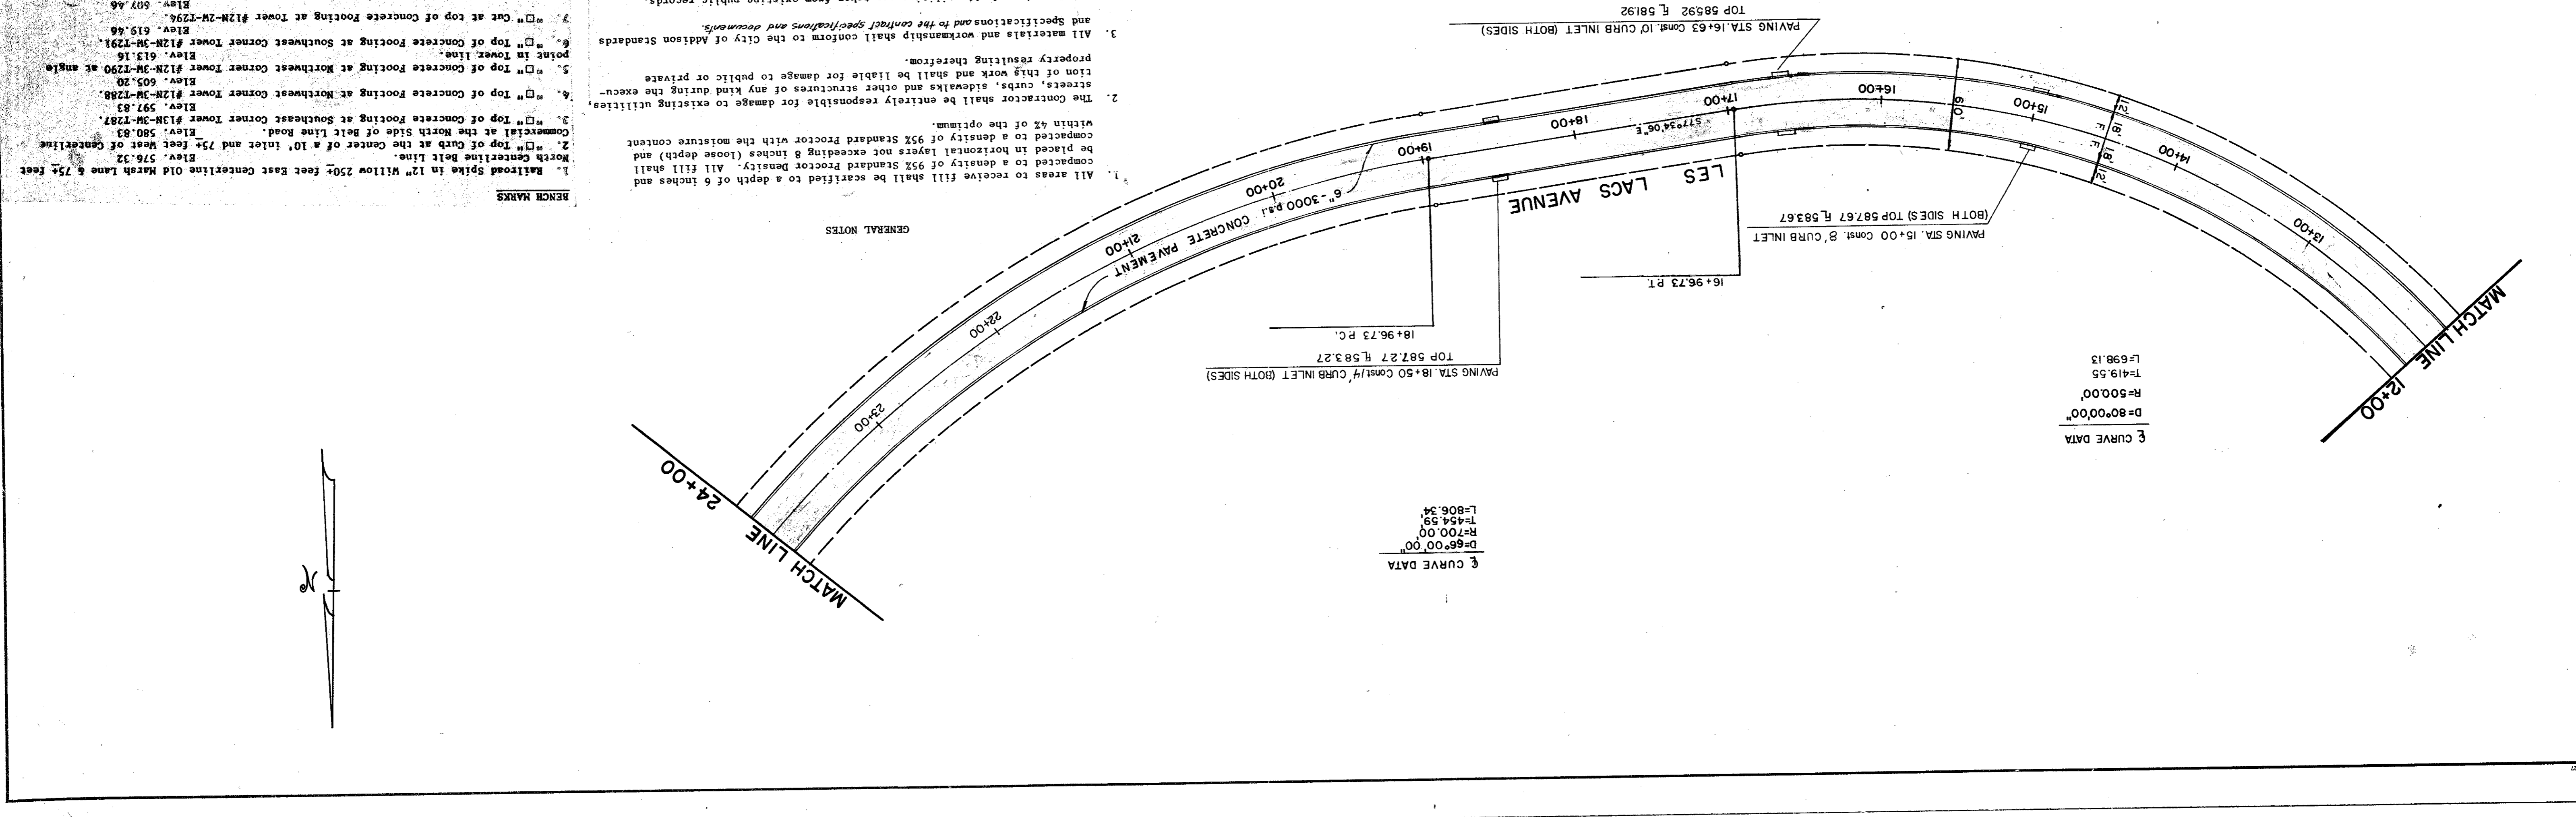 MATCH LINE
12+00
MATCH LINE
24+00
℄ CURVE DATA
D=66°00'00"
R=700.00'
T=454.59'
L=806.34'
℄ CURVE DATA
D=80°00'00"
R=500.00'
T=419.55
L=698.13
PAVING STA. 18+50 Const. 14' CURB INLET (BOTH SIDES)
TOP 587.27 ℄ 583.27
18+96.73 P.C.
16+96.73 P.T.
PAVING STA. 15+00 Const. 8' CURB INLET
(BOTH SIDES) TOP 587.67 ℄ 583.67
LES LACS AVENUE
6" - 3000 p.s.i. CONCRETE PAVEMENT
S77°34'06"E
13+00
14+00
15+00
16+00
17+00
18+00
19+00
20+00
21+00
22+00
23+00
12'
18'
F
F
18'
12'
60'
PAVING STA. 16+63 Const. 10' CURB INLET (BOTH SIDES)
TOP 585.92 ℄ 581.92
GENERAL NOTES
1. All areas to receive fill shall be scarified to a depth of 6 inches and
compacted to a density of 95% Standard Proctor Density. All fill shall
be placed in horizontal layers not exceeding 8 inches (loose depth) and
compacted to a density of 95% Standard Proctor with the moisture content
within 4% of the optimum.
2. The Contractor shall be entirely responsible for damage to existing utilities,
streets, curbs, sidewalks and other structures of any kind during the execu-
tion of this work and shall be liable for damage to public or private
property resulting therefrom.
3. All materials and workmanship shall conform to the City of Addison Standards
and Specifications and to the contract specifications and documents.
from existing public records.
BENCH MARKS
1. Railroad Spike in 12" Willow 250± feet East Centerline Old Marsh Lane & 75± feet
North Centerline Belt Line. Elev. 576.32
2. "□" Top of Curb at the Center of a 10' inlet and 75± feet West of Centerline
Commercial at the North Side of Belt Line Road. Elev. 580.83
3. "□" Top of Concrete Footing at Southeast Corner Tower #13N-3W-T287.
Elev. 597.83
4. "□" Top of Concrete Footing at Northwest Corner Tower #12N-3W-T288.
Elev. 605.20
5. "□" Top of Concrete Footing at Northwest Corner Tower #12N-3W-T290 at angle
point in Tower line. Elev. 613.16
6. "□" Top of Concrete Footing at Southwest Corner Tower #12N-3W-T291.
Elev. 619.46
7. "□" Cut at top of Concrete Footing at Tower #12N-2W-T294.
Elev. 607.46
N